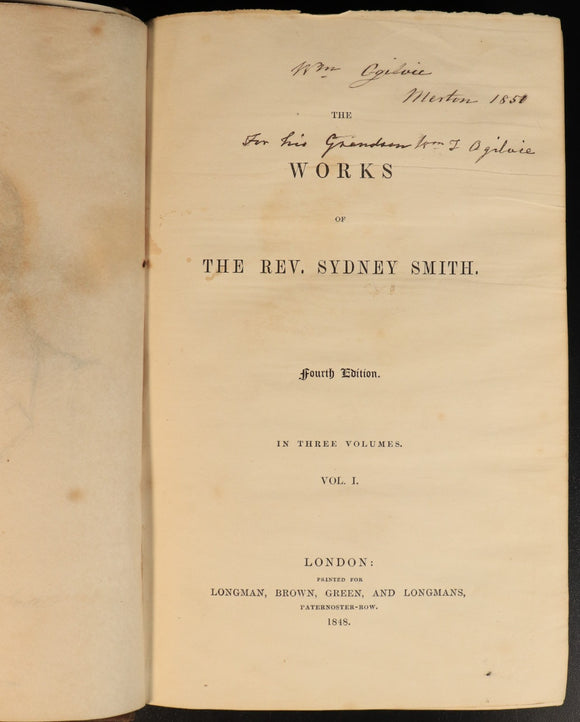 Wm Ogilvie
Merton 1850
THE
For his Grandson Wm I Ogilvie
WORKS
OF
THE REV. SYDNEY SMITH.
Fourth Edition.
IN THREE VOLUMES.
VOL. I.
LONDON:
PRINTED FOR
LONGMAN, BROWN, GREEN, AND LONGMANS,
PATERNOSTER-ROW.
1848.